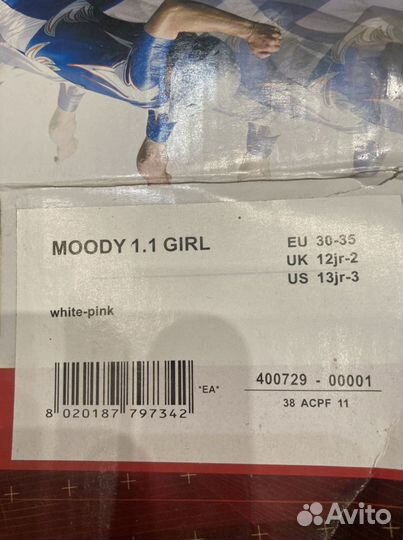 MOODY 1.1 GIRL
EU 30-35
UK 12jr-2
US 13jr-3
white-pink
"EA"
8 020187 797342
400729 - 00001
38 ACPF 11
Avito